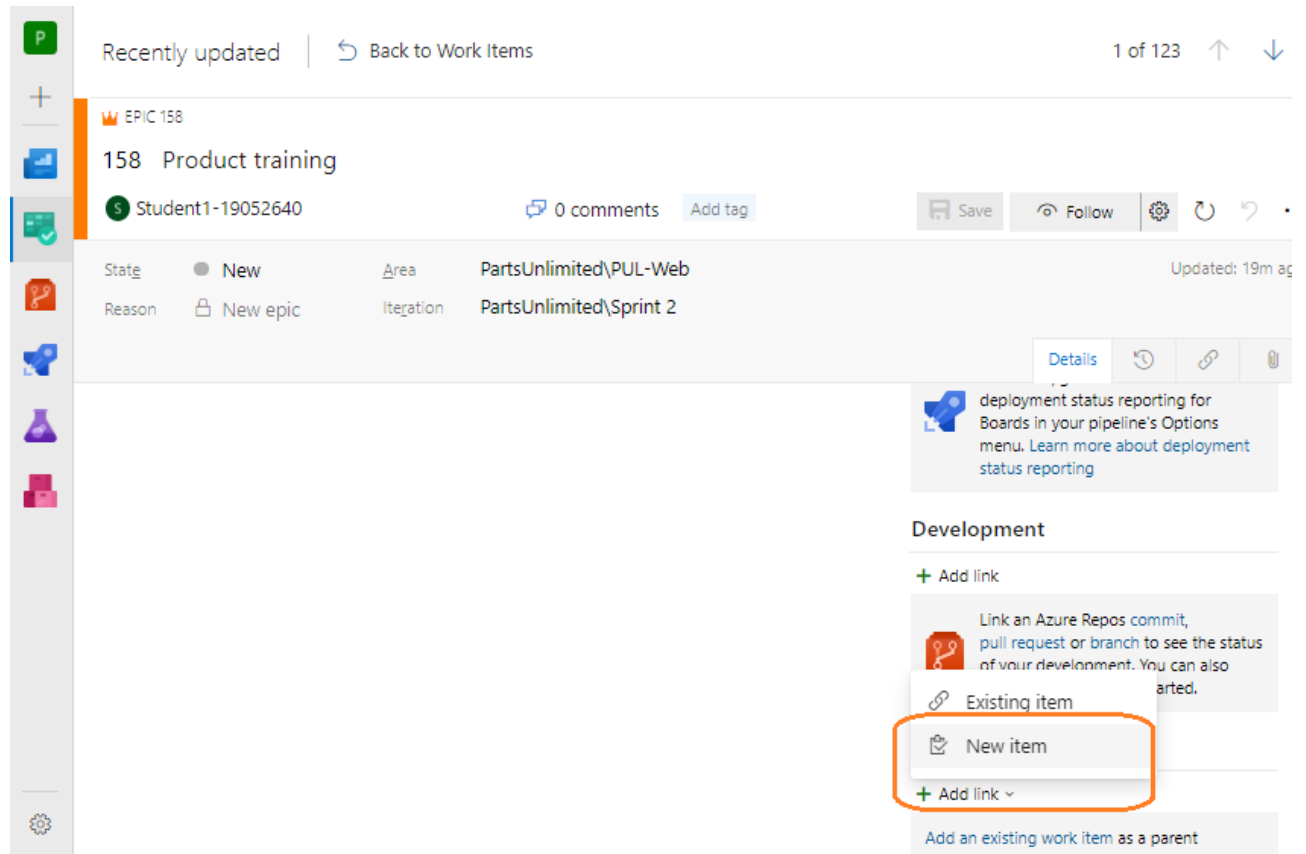 P
Recently updated Back to Work Items 1 of 123
EPIC 158
158 Product training
S Student1-19052640 0 comments Add tag Save Follow
State New Area PartsUnlimited\PUL-Web Updated: 19m ag
Reason New epic Iteration PartsUnlimited\Sprint 2
Details
deployment status reporting for
Boards in your pipeline's Options
menu. Learn more about deployment
status reporting
Development
+ Add link
Link an Azure Repos commit,
pull request or branch to see the status
of your development. You can also
arted.
Existing item
New item
+ Add link
Add an existing work item as a parent